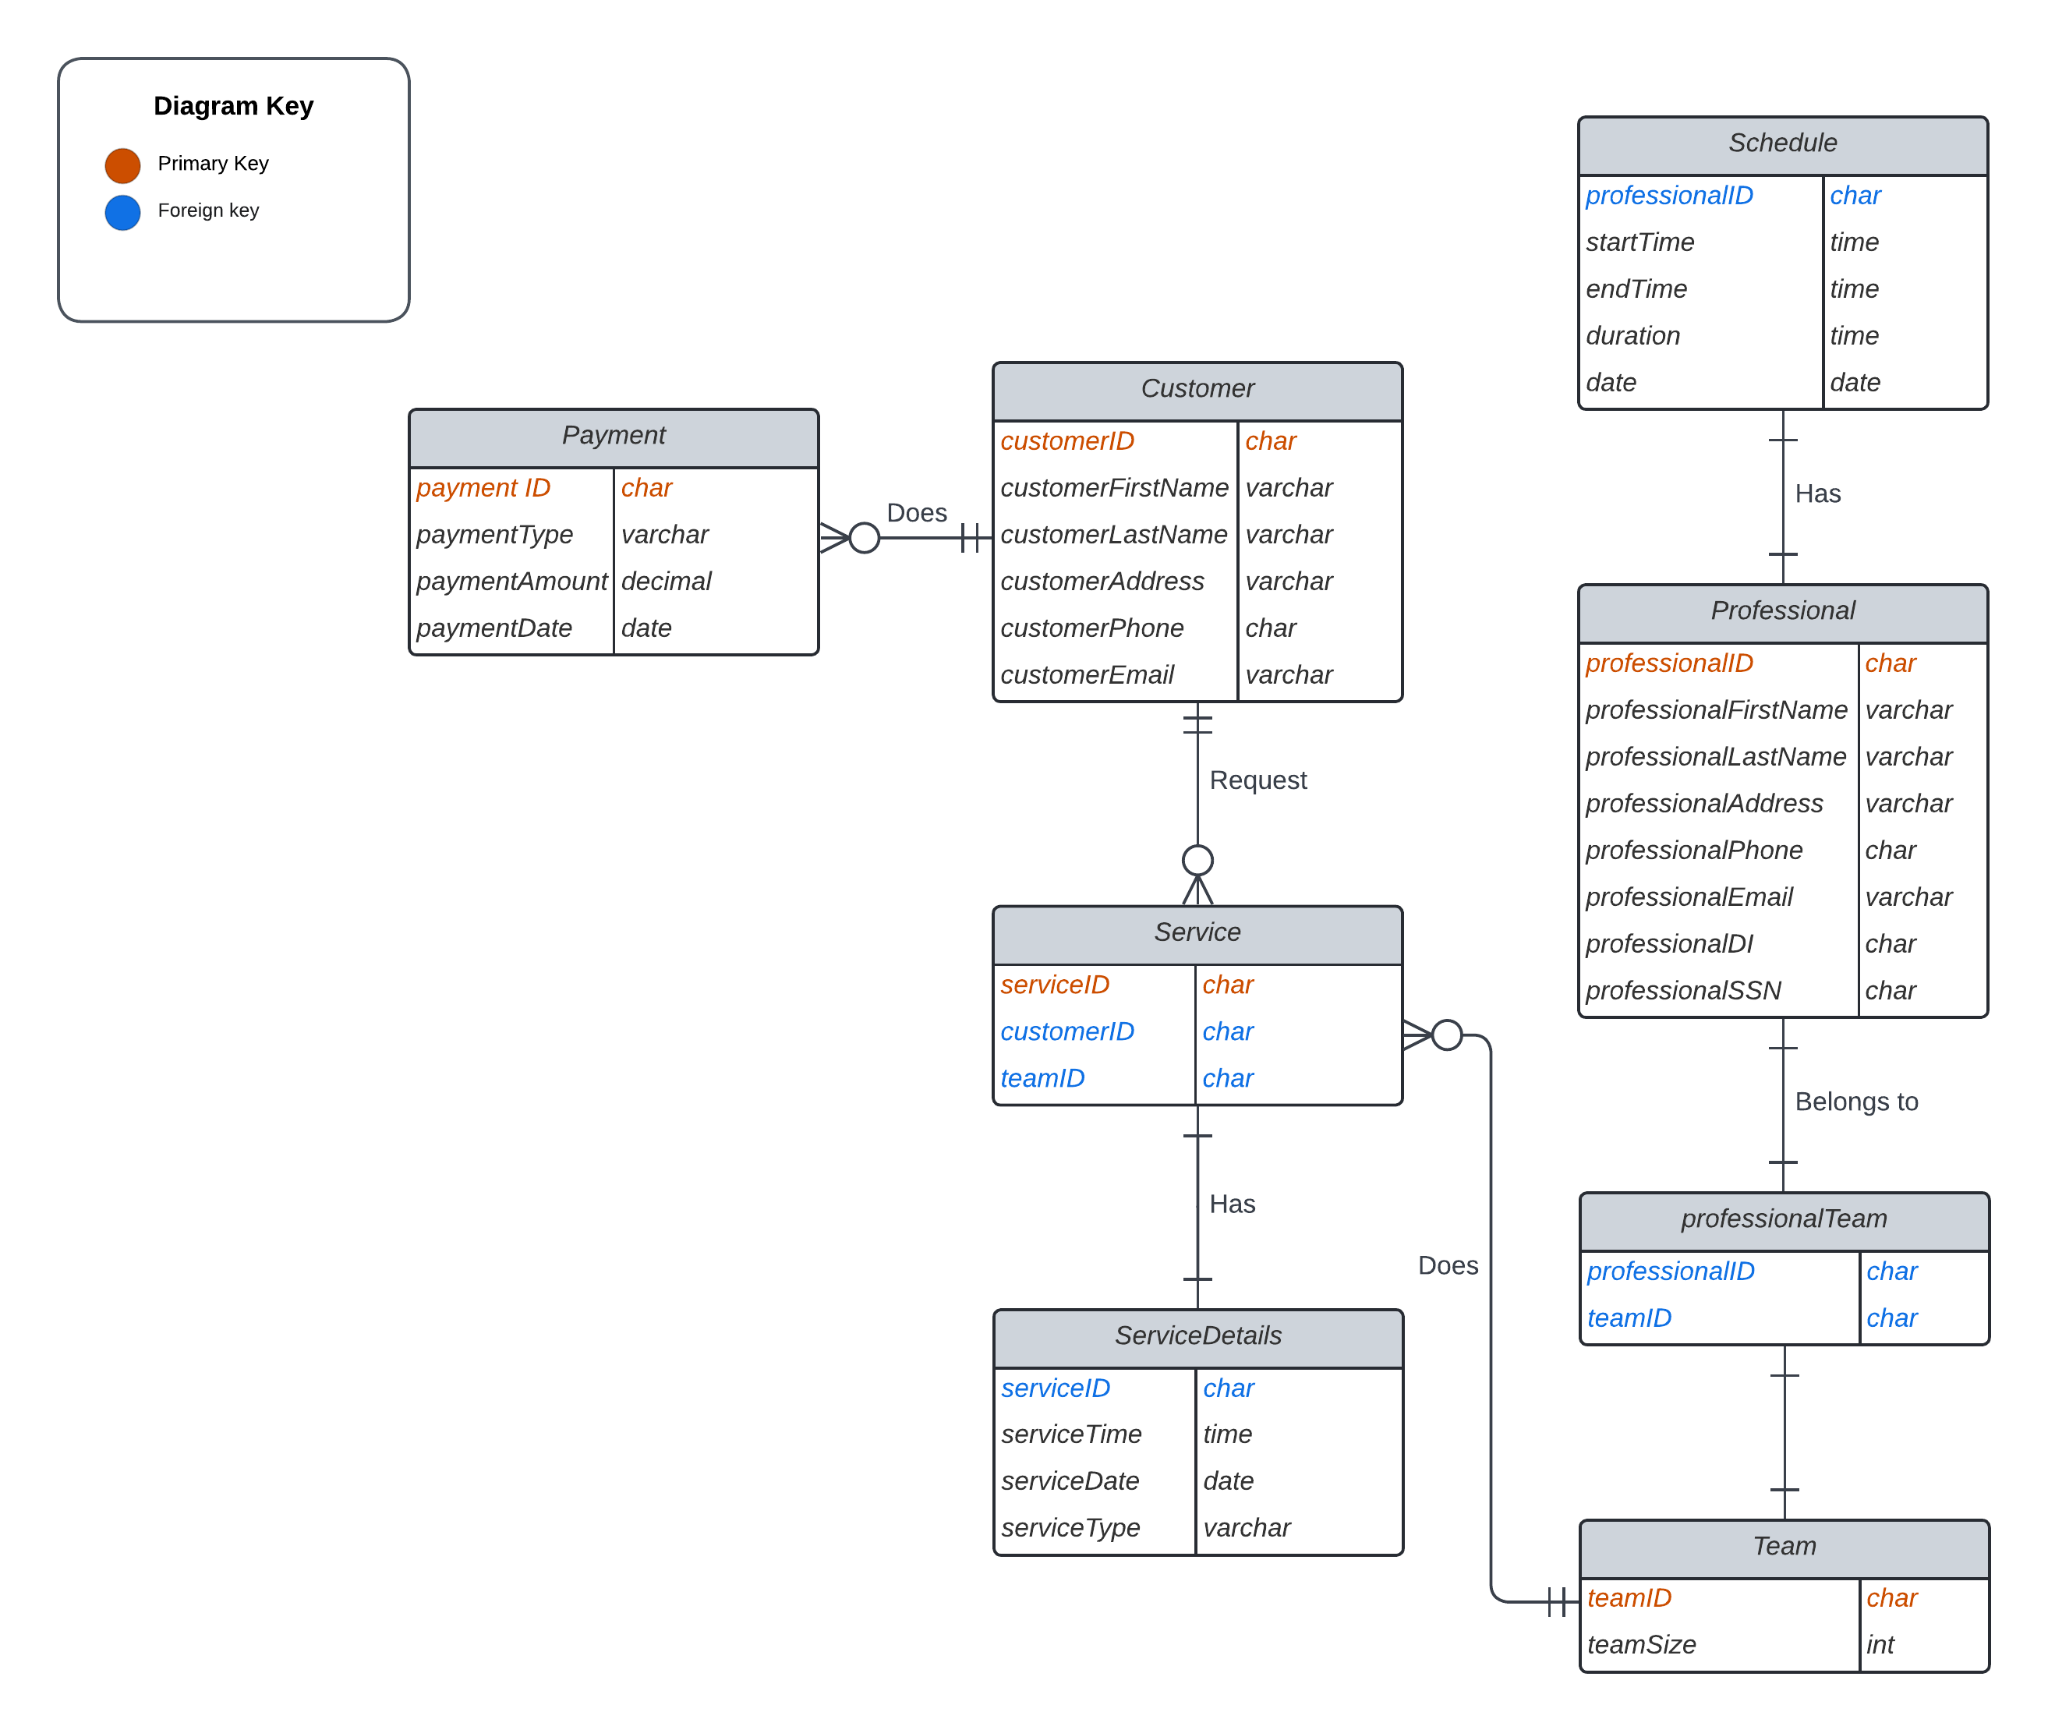 Diagram Key
Primary Key
Foreign key
Schedule
professionalID char
startTime time
endTime time
duration time
date date
Has
Customer
customerID char
customerFirstName varchar
customerLastName varchar
customerAddress varchar
customerPhone char
customerEmail varchar
Payment
payment ID char
paymentType varchar
paymentAmount decimal
paymentDate date
Does
Professional
professionalID char
professionalFirstName varchar
professionalLastName varchar
professionalAddress varchar
professionalPhone char
professionalEmail varchar
professionalDI char
professionalSSN char
Request
Service
serviceID char
customerID char
teamID char
Belongs to
Has
Does
professionalTeam
professionalID char
teamID char
ServiceDetails
serviceID char
serviceTime time
serviceDate date
serviceType varchar
Team
teamID char
teamSize int